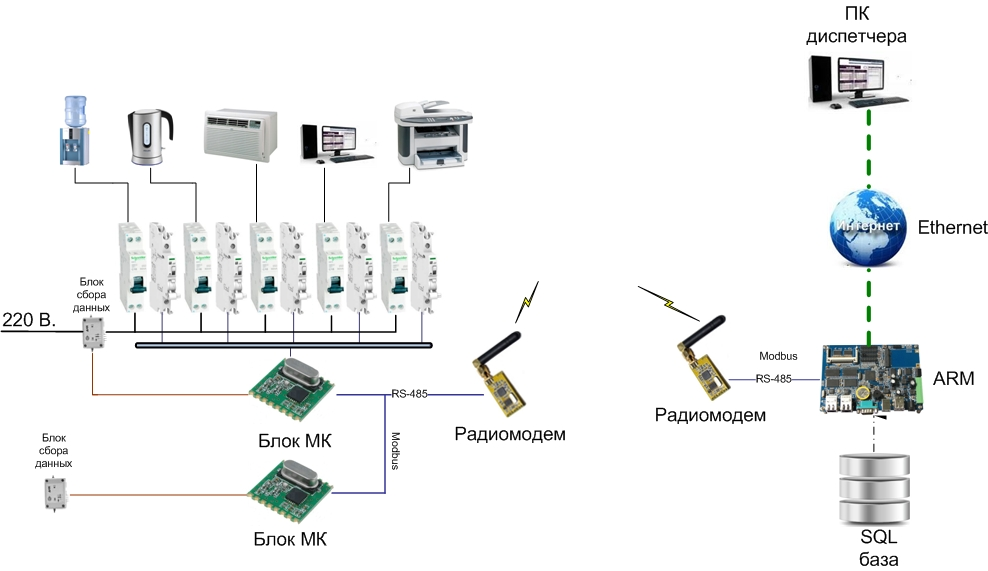 ПК
диспетчера
Интернет
Ethernet
Блок
сбора
данных
220 В.
Modbus
RS-485
ARM
RS-485
Радиомодем
Радиомодем
Блок МК
Modbus
Блок
сбора
данных
Блок МК
SQL
база